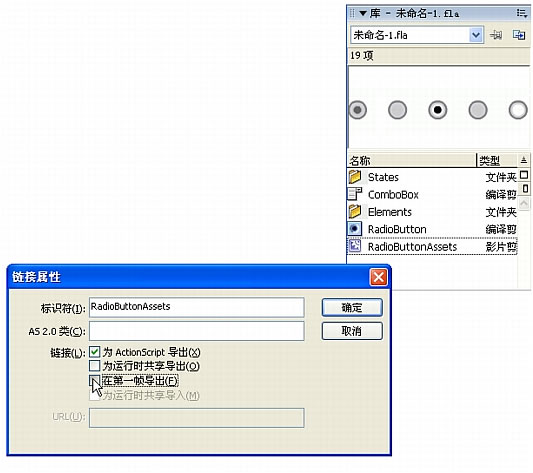 库 - 未命名-1.fla
未命名-1.fla
19 项
名称 类型
States 文件夹
ComboBox 编译剪
Elements 文件夹
RadioButton 编译剪
RadioButtonAssets 影片剪
链接属性
标识符(I): RadioButtonAssets 确定
AS 2.0 类(C): 取消
链接(L): 为 ActionScript 导出(X)
为运行时共享导出(O)
在第一帧导出(F)
为运行时共享导入(M)
URL(U):